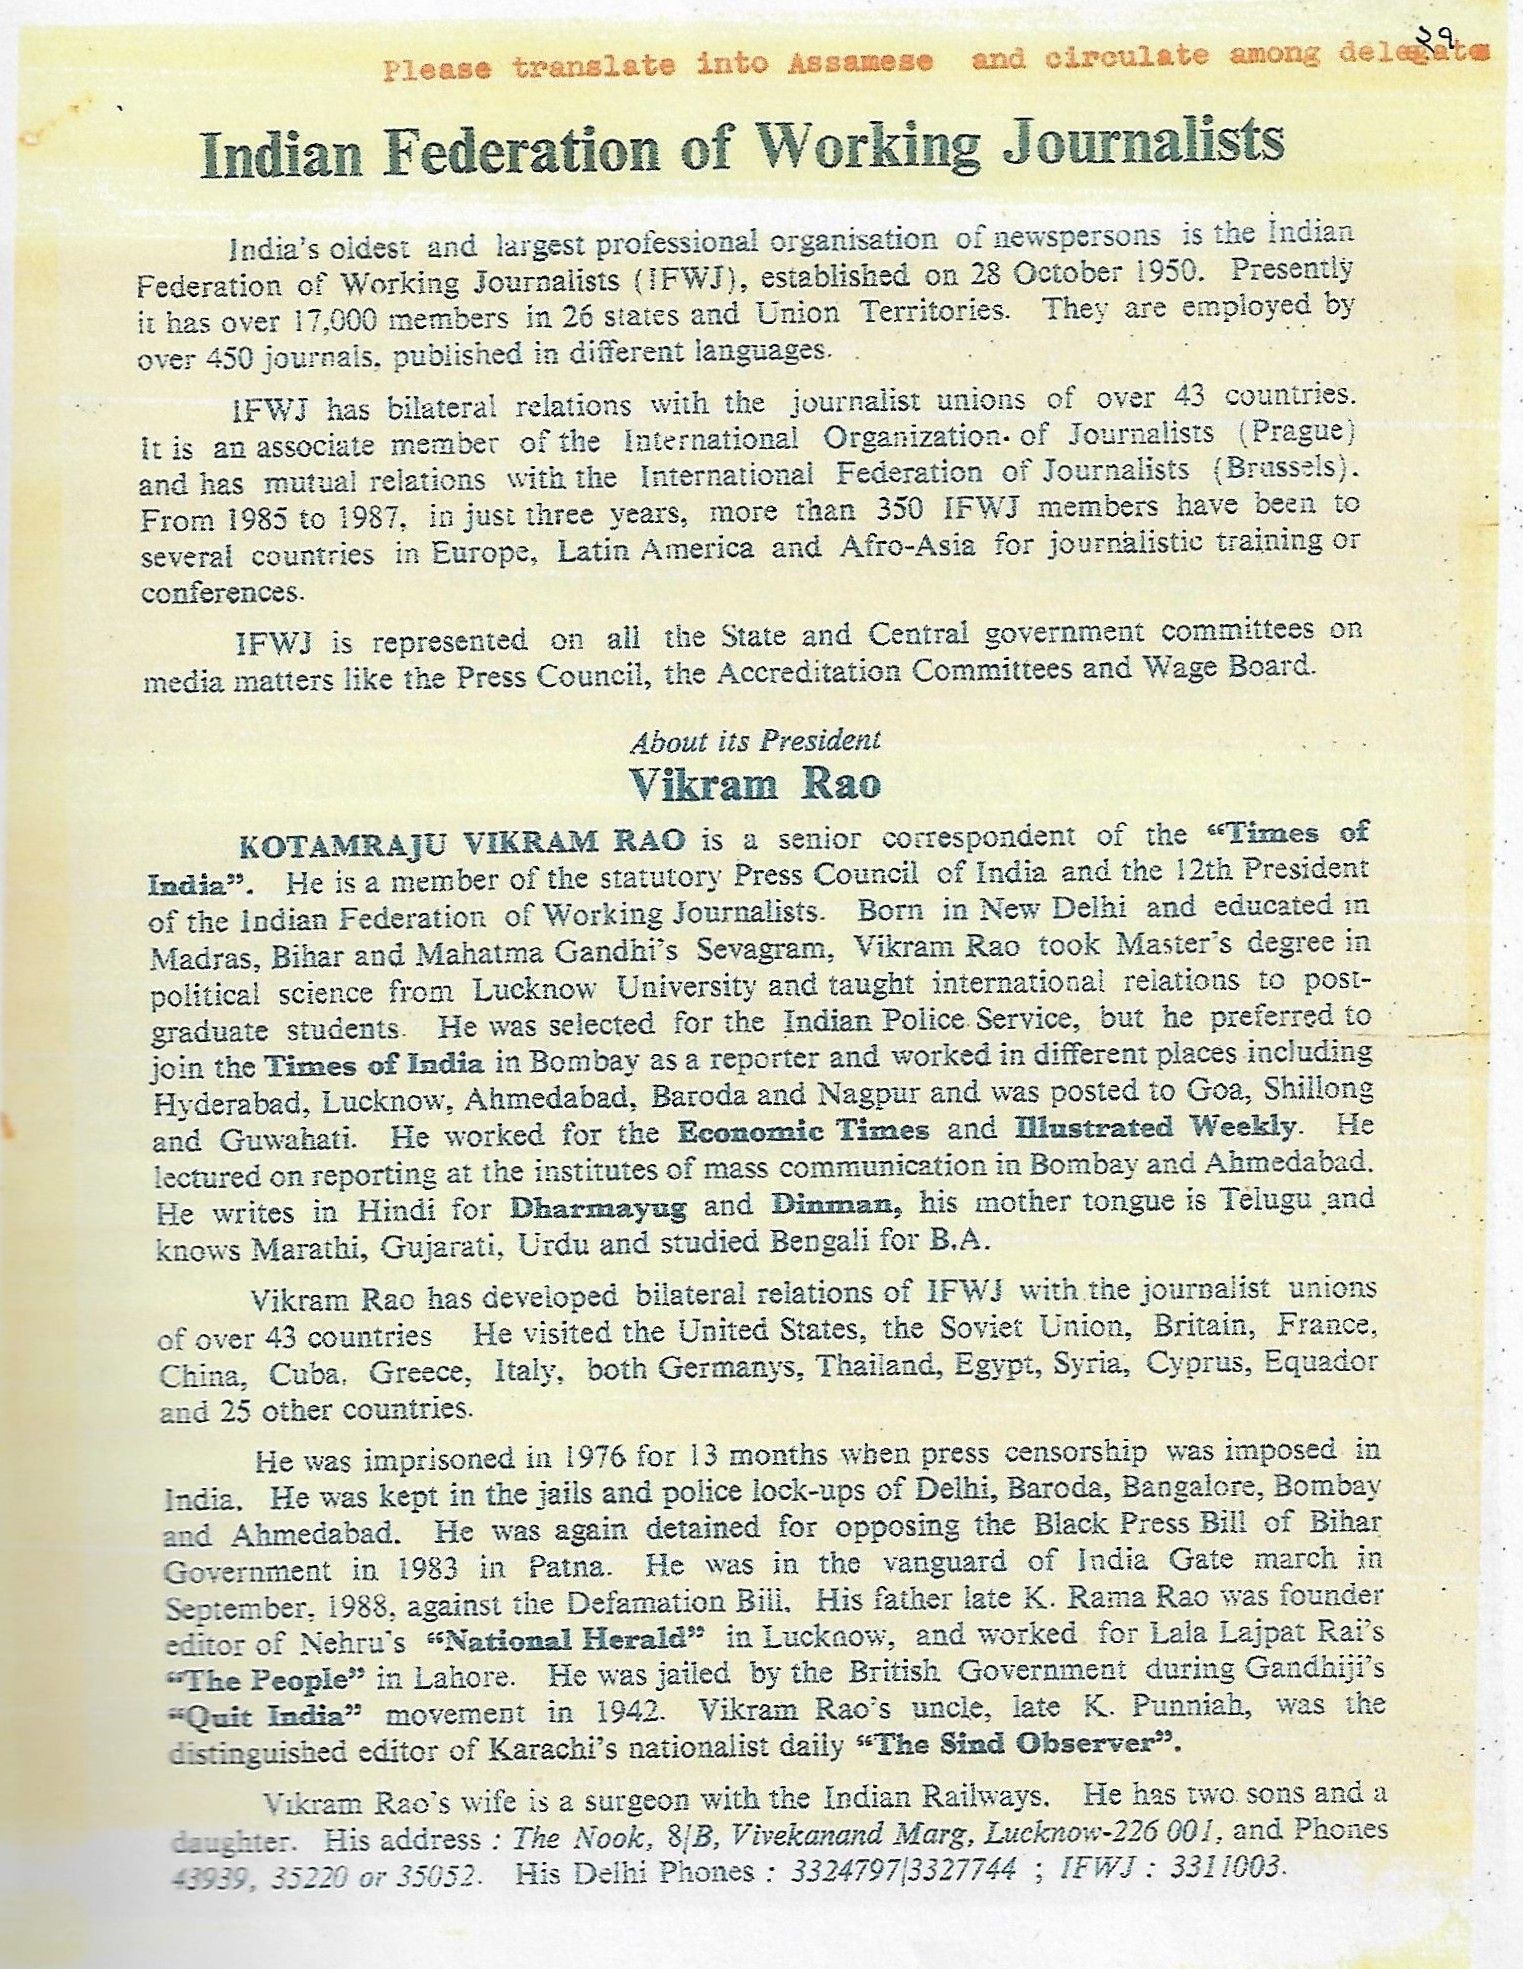 ২৭
Please translate into Assamese and circulate among delegates
Indian Federation of Working Journalists
India's oldest and largest professional organisation of newspersons is the Indian
Federation of Working Journalists (IFWJ), established on 28 October 1950. Presently
it has over 17,000 members in 26 states and Union Territories. They are employed by
over 450 journals, published in different languages.
IFWJ has bilateral relations with the journalist unions of over 43 countries.
It is an associate member of the International Organization of Journalists (Prague)
and has mutual relations with the International Federation of Journalists (Brussels).
From 1985 to 1987, in just three years, more than 350 IFWJ members have been to
several countries in Europe, Latin America and Afro-Asia for journalistic training or
conferences.
IFWJ is represented on all the State and Central government committees on
media matters like the Press Council, the Accreditation Committees and Wage Board.
About its President
Vikram Rao
KOTAMRAJU VIKRAM RAO is a senior correspondent of the “Times of
India”. He is a member of the statutory Press Council of India and the 12th President
of the Indian Federation of Working Journalists. Born in New Delhi and educated in
Madras, Bihar and Mahatma Gandhi's Sevagram, Vikram Rao took Master's degree in
political science from Lucknow University and taught international relations to post-
graduate students. He was selected for the Indian Police Service, but he preferred to
join the Times of India in Bombay as a reporter and worked in different places including
Hyderabad, Lucknow, Ahmedabad, Baroda and Nagpur and was posted to Goa, Shillong
and Guwahati. He worked for the Economic Times and Illustrated Weekly. He
lectured on reporting at the institutes of mass communication in Bombay and Ahmedabad.
He writes in Hindi for Dharmayug and Dinman, his mother tongue is Telugu and
knows Marathi, Gujarati, Urdu and studied Bengali for B.A.
Vikram Rao has developed bilateral relations of IFWJ with the journalist unions
of over 43 countries He visited the United States, the Soviet Union, Britain, France,
China, Cuba, Greece, Italy, both Germanys, Thailand, Egypt, Syria, Cyprus, Equador
and 25 other countries.
He was imprisoned in 1976 for 13 months when press censorship was imposed in
India. He was kept in the jails and police lock-ups of Delhi, Baroda, Bangalore, Bombay
and Ahmedabad. He was again detained for opposing the Black Press Bill of Bihar
Government in 1983 in Patna. He was in the vanguard of India Gate march in
September, 1988, against the Defamation Bill. His father late K. Rama Rao was founder
editor of Nehru's “National Herald” in Lucknow, and worked for Lala Lajpat Rai's
“The People” in Lahore. He was jailed by the British Government during Gandhiji's
“Quit India” movement in 1942. Vikram Rao's uncle, late K. Punniah, was the
distinguished editor of Karachi's nationalist daily “The Sind Observer”.
Vikram Rao's wife is a surgeon with the Indian Railways. He has two sons and a
daughter. His address : The Nook, 8/B, Vivekanand Marg, Lucknow-226 001, and Phones
43939, 35220 or 35052. His Delhi Phones : 3324797/3327744 ; IFWJ : 3311003.